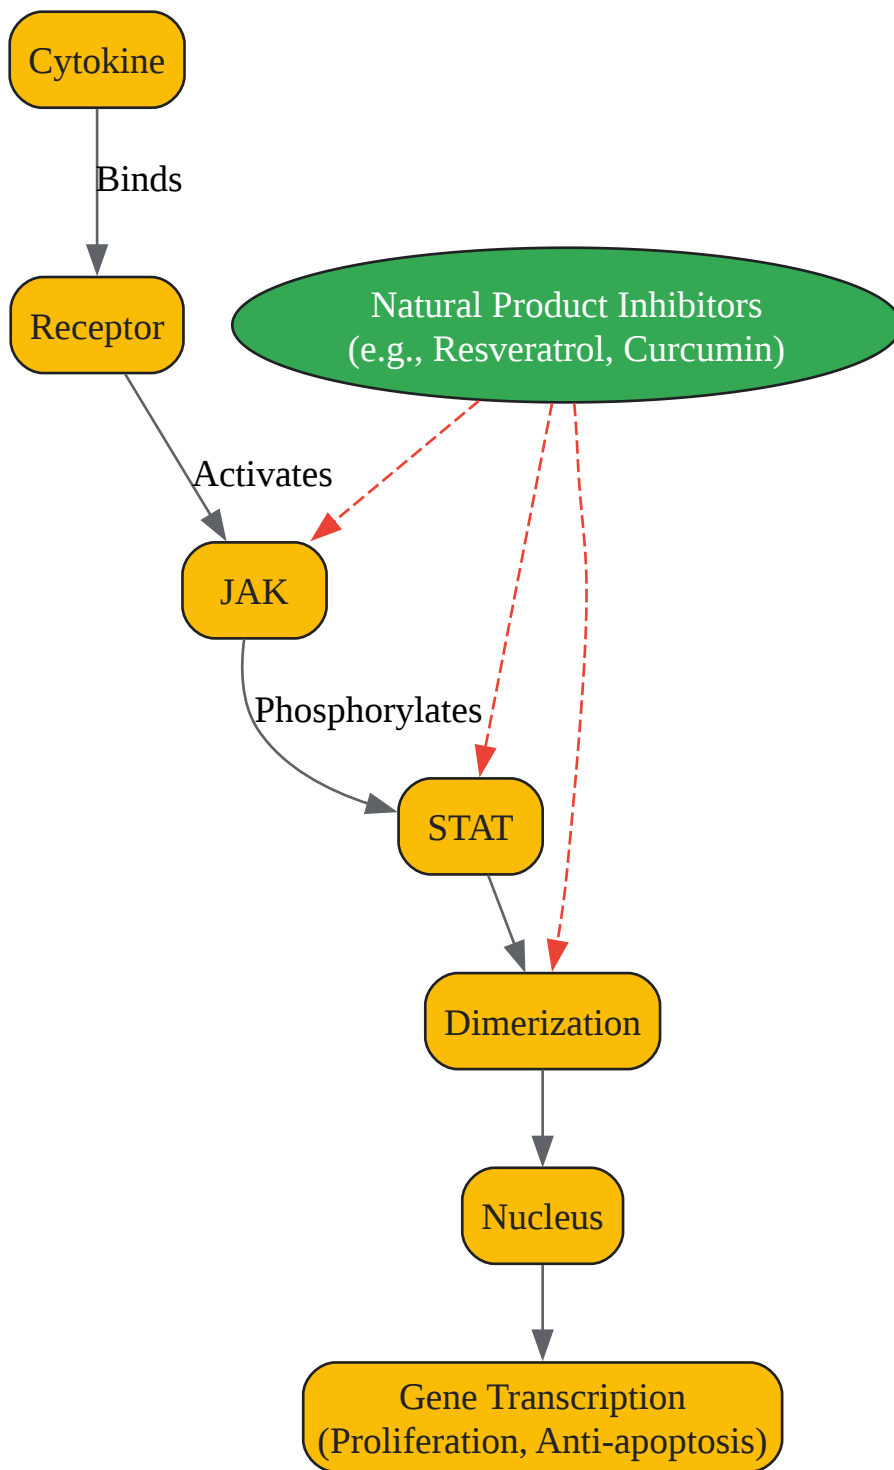 Cytokine
Binds
Receptor
Natural Product Inhibitors
(e.g., Resveratrol, Curcumin)
Activates
JAK
Phosphorylates
STAT
Dimerization
Nucleus
Gene Transcription
(Proliferation, Anti-apoptosis)